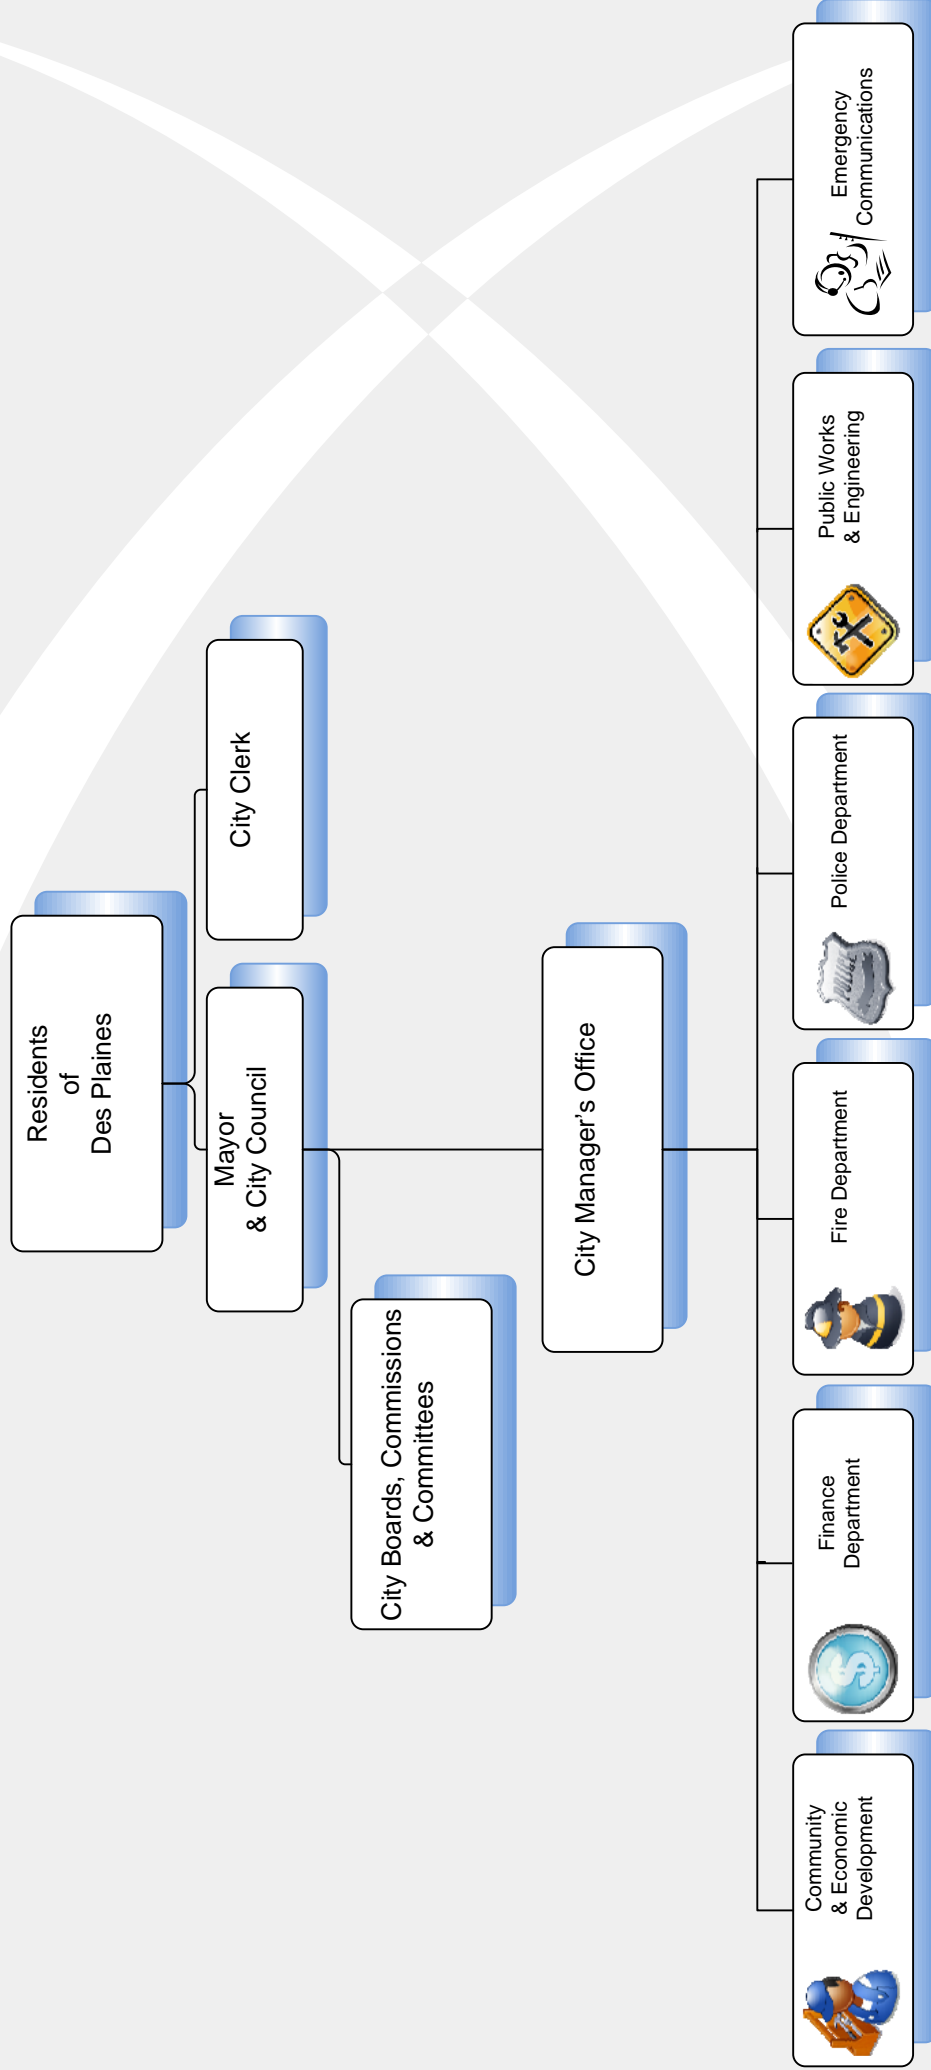 Residents
of
Des Plaines
Mayor
& City Council
City Clerk
City Boards, Commissions
& Committees
City Manager’s Office
Community
& Economic
Development
Finance
Department
Fire Department
POLICE
Police Department
Public Works
& Engineering
Emergency
Communications